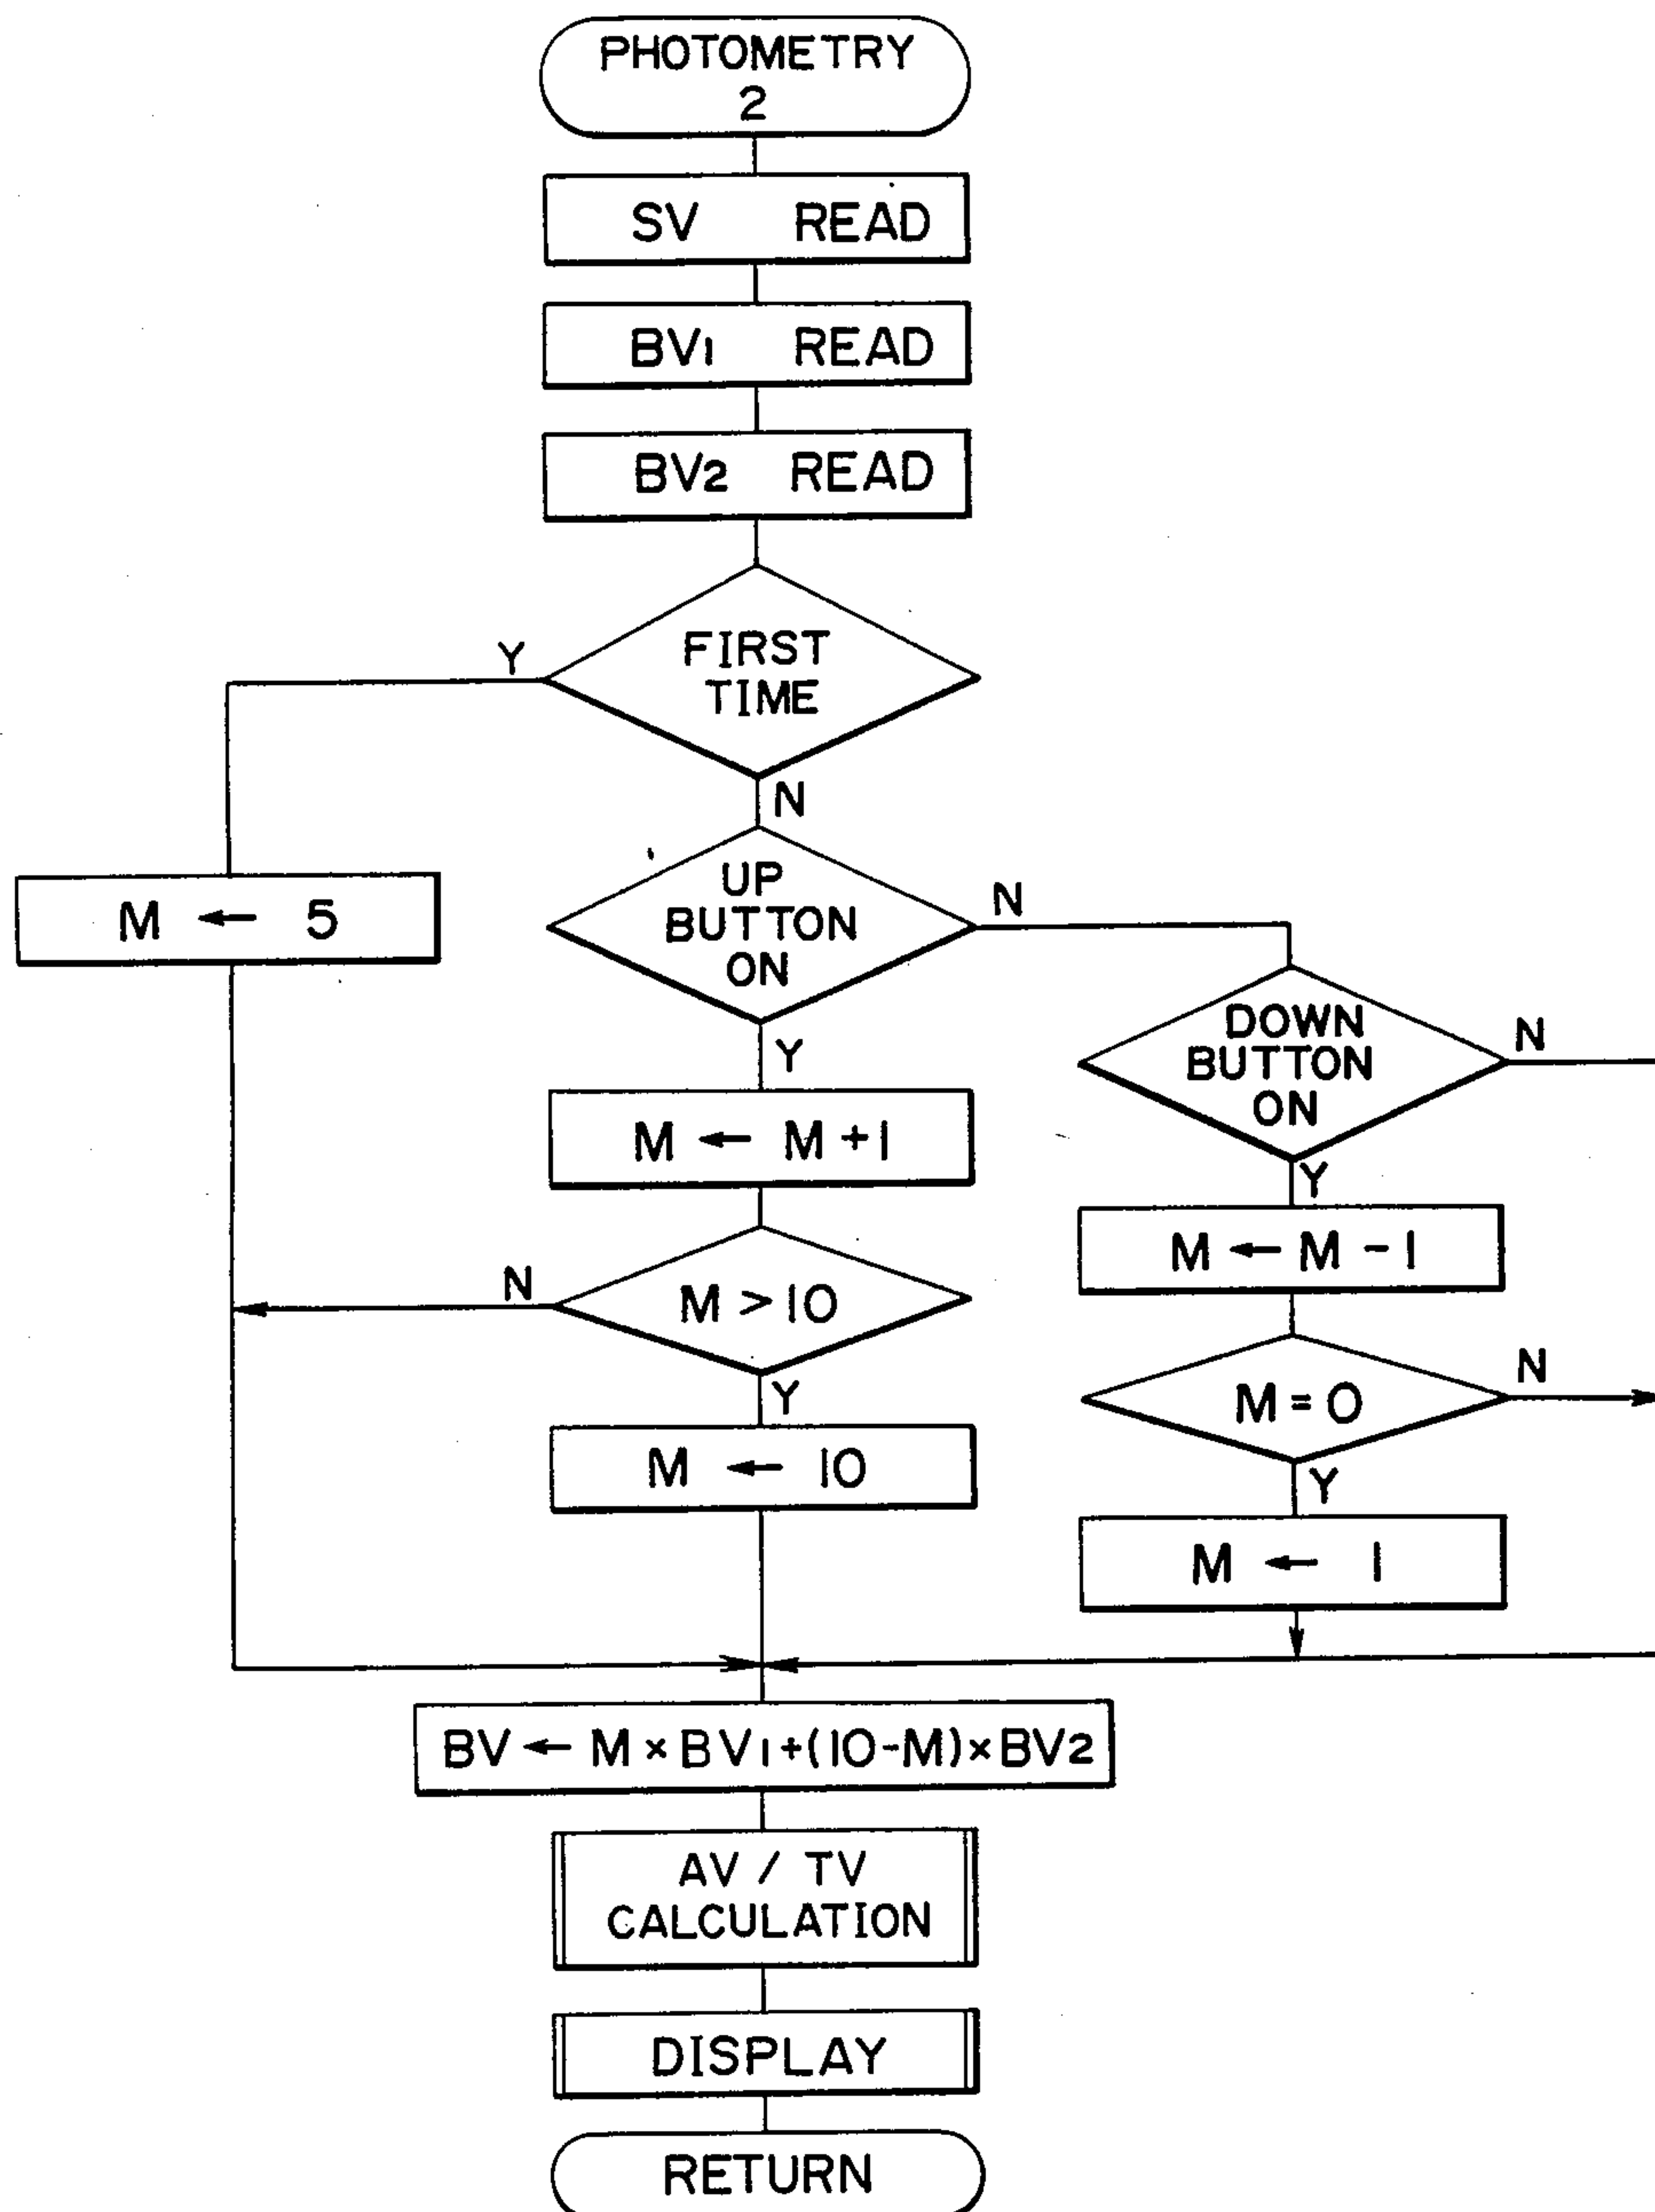 PHOTOMETRY
2
SV READ
BV1 READ
BV2 READ
FIRST
TIME
Y
N
M ← 5
UP
BUTTON
ON
N
Y
DOWN
BUTTON
ON
N
Y
M ← M + 1
M ← M - 1
M > 10
N
Y
M = 0
N
Y
M ← 10
M ← 1
BV ← M × BV1 + (10 - M) × BV2
AV / TV
CALCULATION
DISPLAY
RETURN